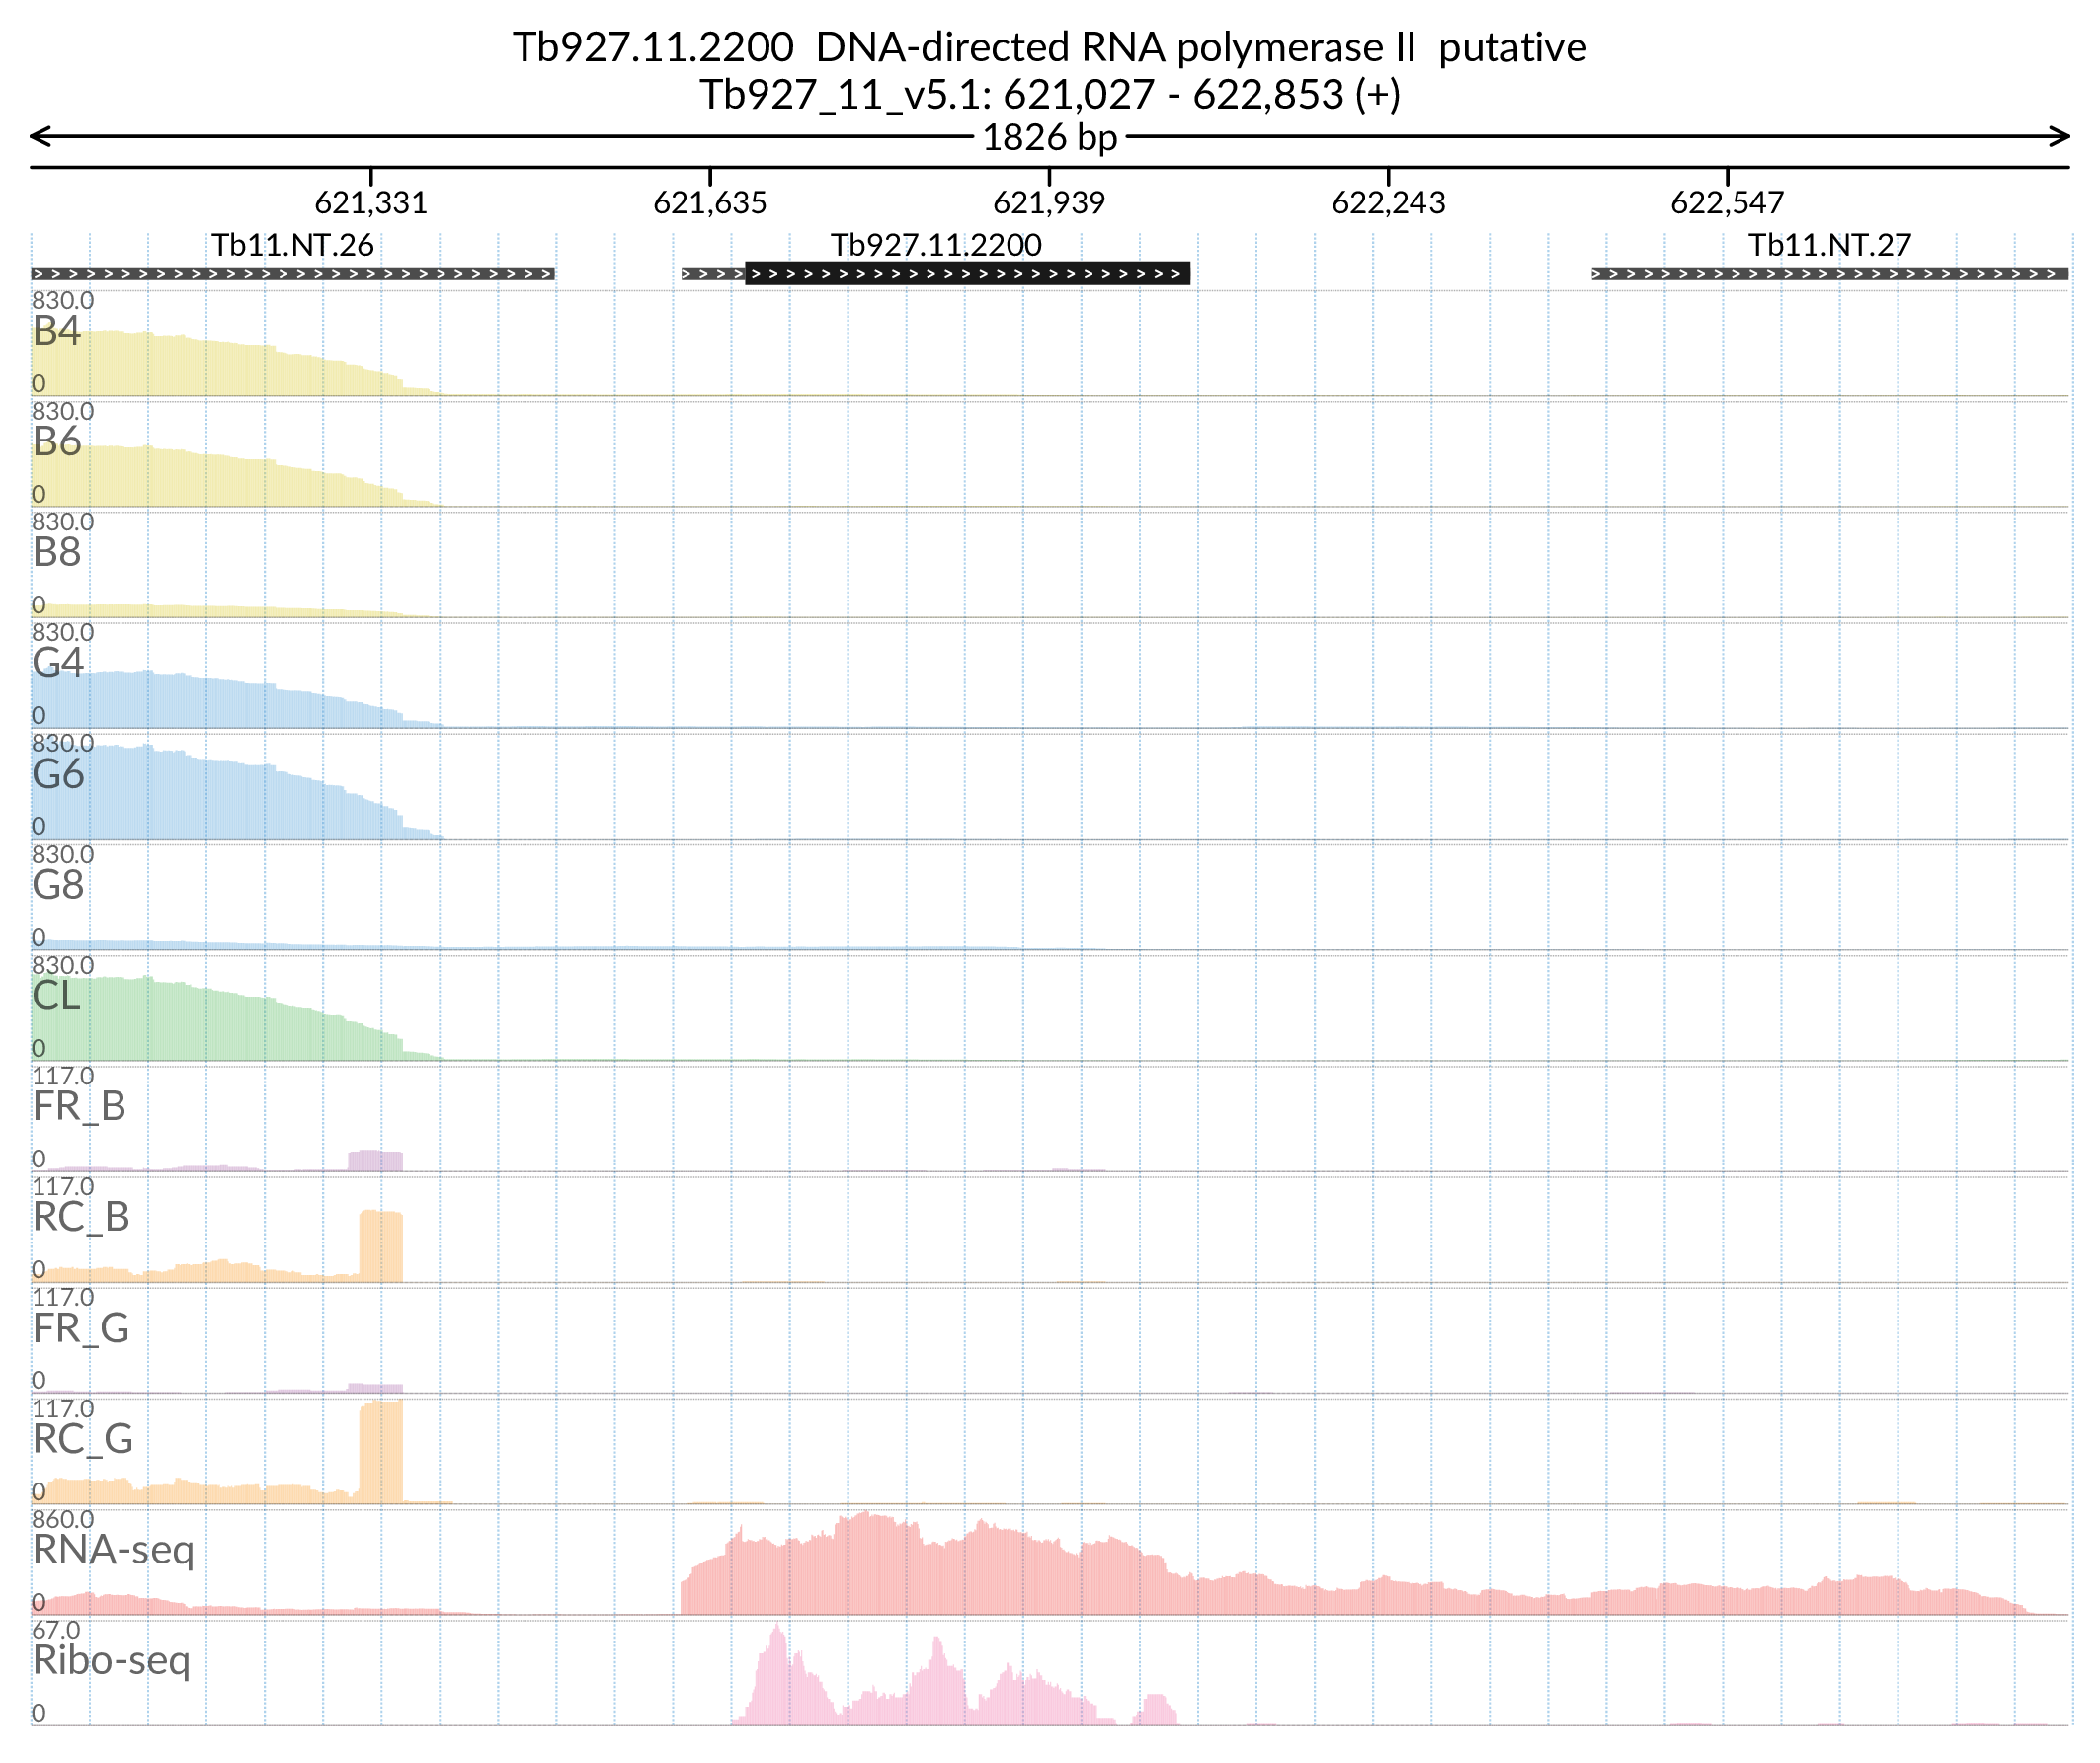 Tb927.11.2200  DNA-directed RNA polymerase II  putative
Tb927_11_v5.1: 621,027 - 622,853 (+)
1826 bp
621,331 621,635 621,939 622,243 622,547
Tb11.NT.26 Tb927.11.2200 Tb11.NT.27
830.0
B4
0
830.0
B6
0
830.0
B8
0
830.0
G4
0
830.0
G6
0
830.0
G8
0
830.0
CL
0
117.0
FR_B
0
117.0
RC_B
0
117.0
FR_G
0
117.0
RC_G
0
860.0
RNA-seq
0
67.0
Ribo-seq
0